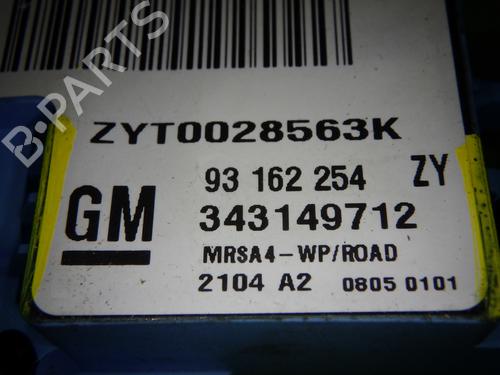 B-PARTS
ZYT0028563K
93 162 254 ZY
GM 343149712
MRSA4-WP/ROAD
2104 A2 0805 0101